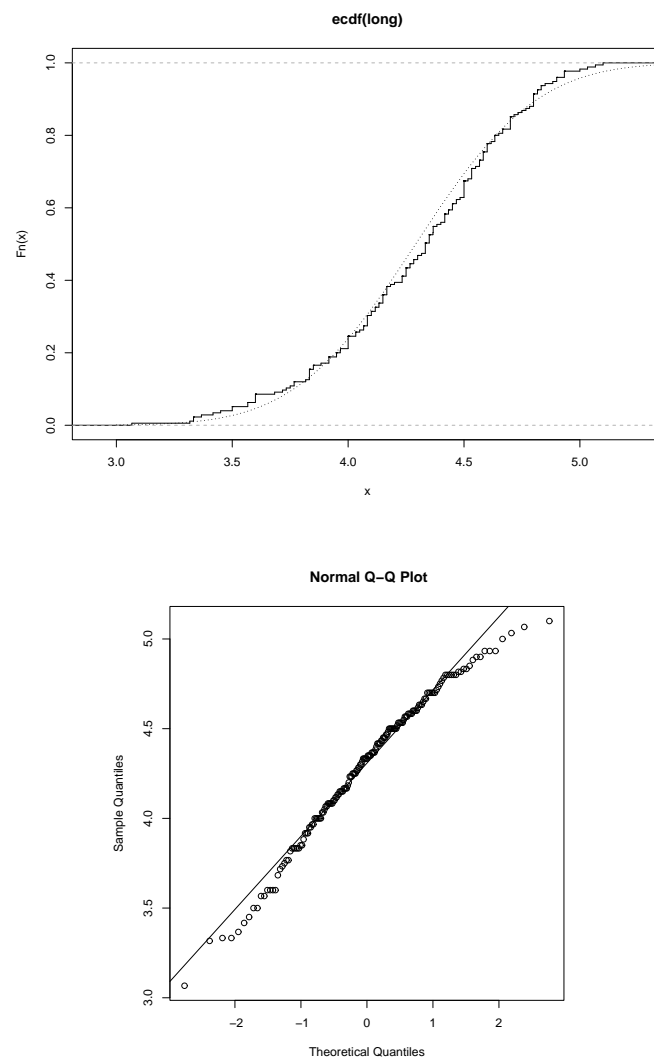 ecdf(long)
1.0
0.8
0.6
0.4
0.2
0.0
Fn(x)
3.0 3.5 4.0 4.5 5.0
x
Normal Q−Q Plot
5.0
4.5
4.0
3.5
3.0
Sample Quantiles
−2 −1 0 1 2
Theoretical Quantiles